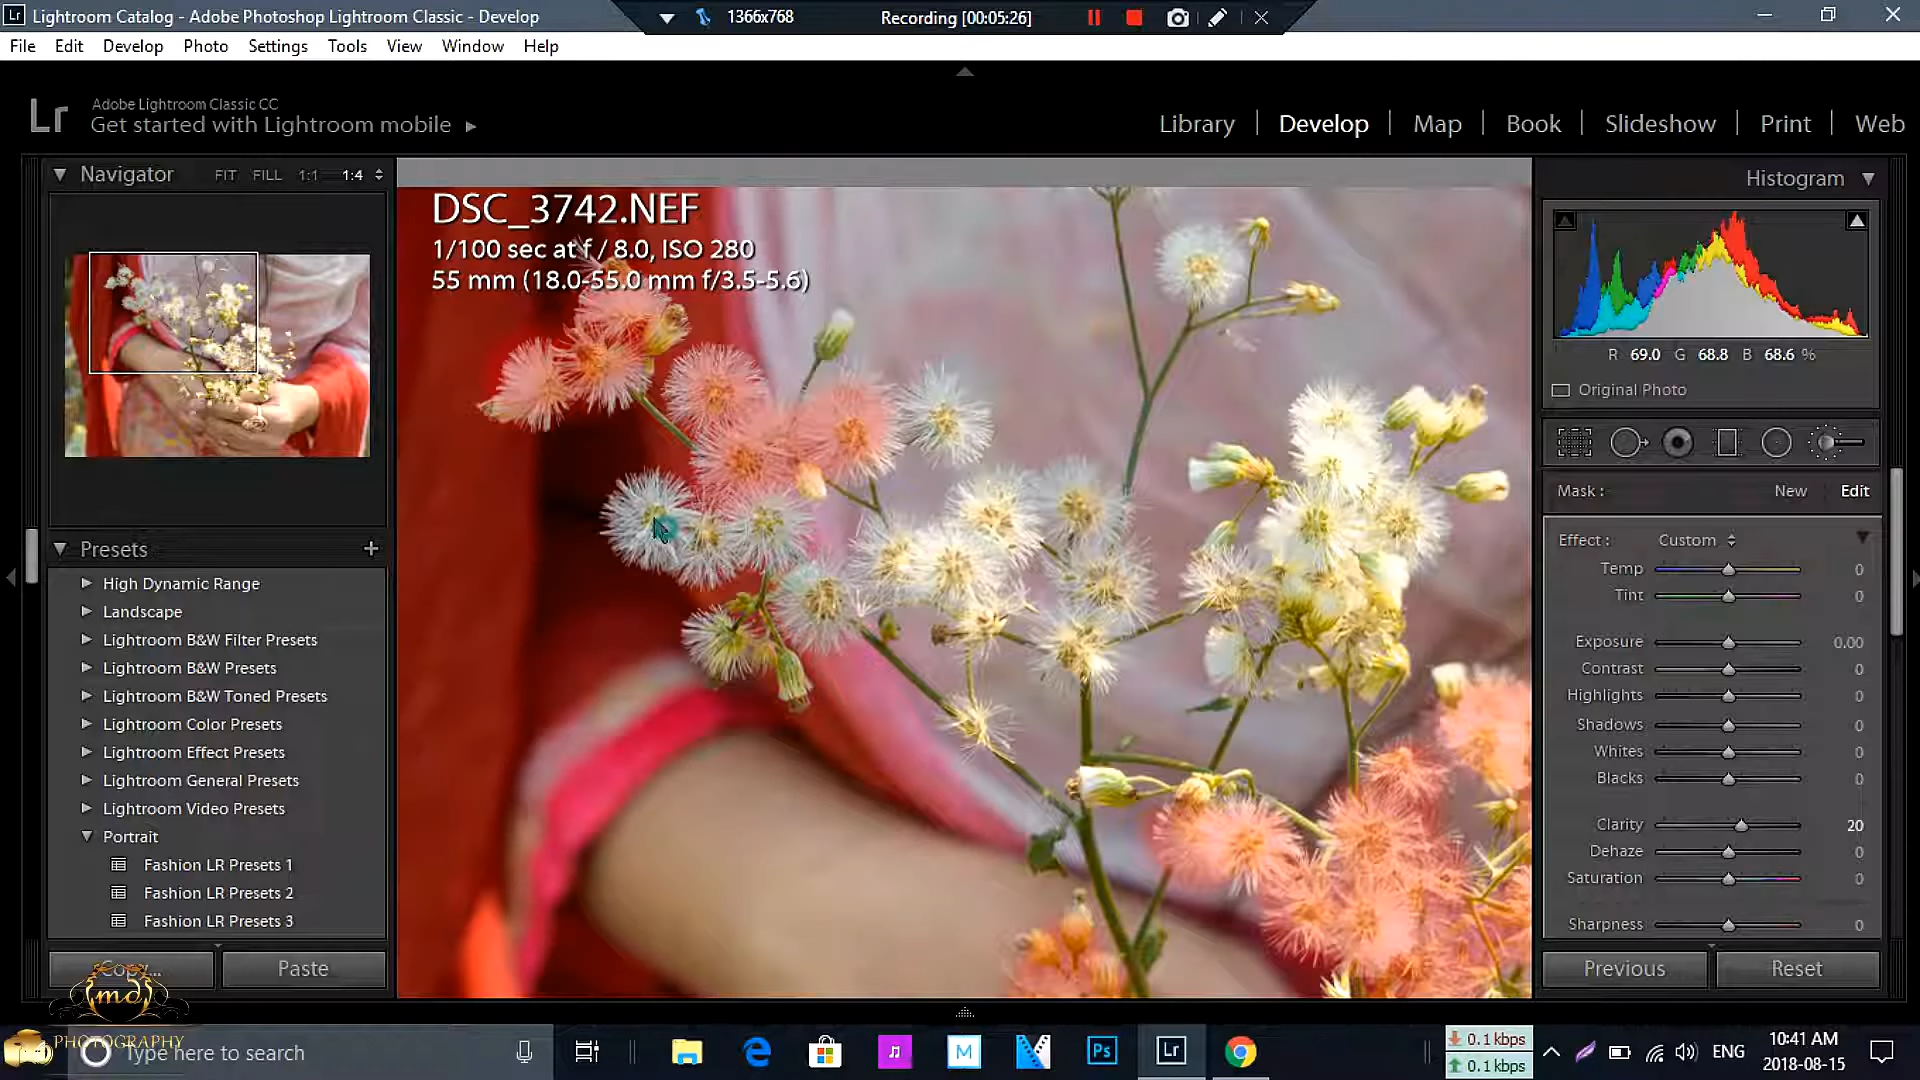 Lightroom Catalog - Adobe Photoshop Lightroom Classic - Develop
1366x768
Recording [00:05:26]
File Edit Develop Photo Settings Tools View Window Help
Lr
Adobe Lightroom Classic CC
Get started with Lightroom mobile
Library | Develop | Map | Book | Slideshow | Print | Web
Navigator FIT FILL 1:1 1:4
DSC_3742.NEF
1/100 sec at f / 8.0, ISO 280
55 mm (18.0-55.0 mm f/3.5-5.6)
Histogram
R 69.0 G 68.8 B 68.6 %
Original Photo
Mask : New Edit
Effect : Custom
Temp 0
Tint 0
Exposure 0.00
Contrast 0
Highlights 0
Shadows 0
Whites 0
Blacks 0
Clarity 20
Dehaze 0
Saturation 0
Sharpness 0
Previous Reset
Presets +
High Dynamic Range
Landscape
Lightroom B&W Filter Presets
Lightroom B&W Presets
Lightroom B&W Toned Presets
Lightroom Color Presets
Lightroom Effect Presets
Lightroom General Presets
Lightroom Video Presets
Portrait
Fashion LR Presets 1
Fashion LR Presets 2
Fashion LR Presets 3
Copy... Paste
md
PHOTOGRAPHY
Type here to search
M
Ps
Lr
0.1 kbps
0.1 kbps
ENG
10:41 AM
2018-08-15